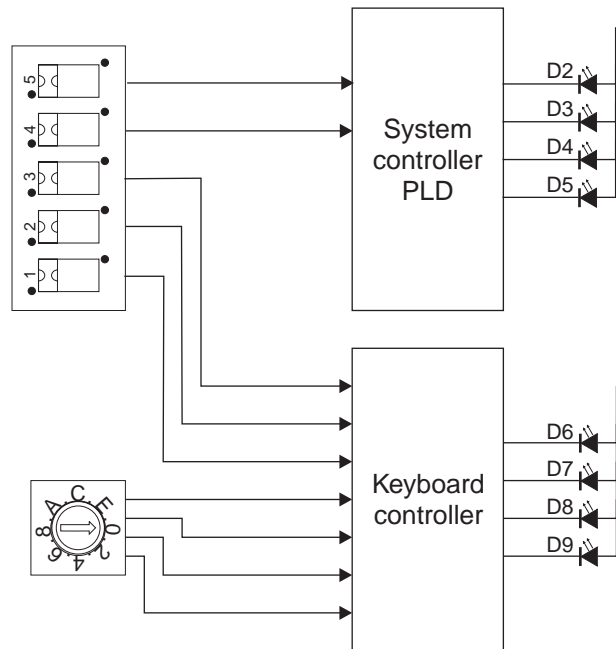 5
4
3
2
1
System
controller
PLD
D2
D3
D4
D5
Keyboard
controller
D6
D7
D8
D9
A
C
E
0
2
4
6
8